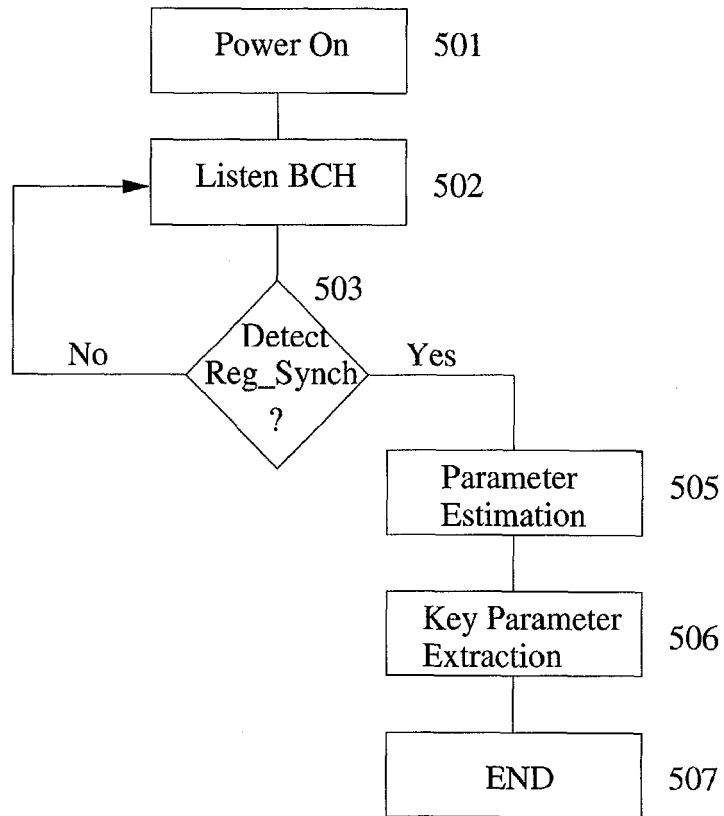 Power On 501
Listen BCH 502
503
Detect
Reg_Synch
?
No
Yes
Parameter
Estimation
505
Key Parameter
Extraction
506
END 507